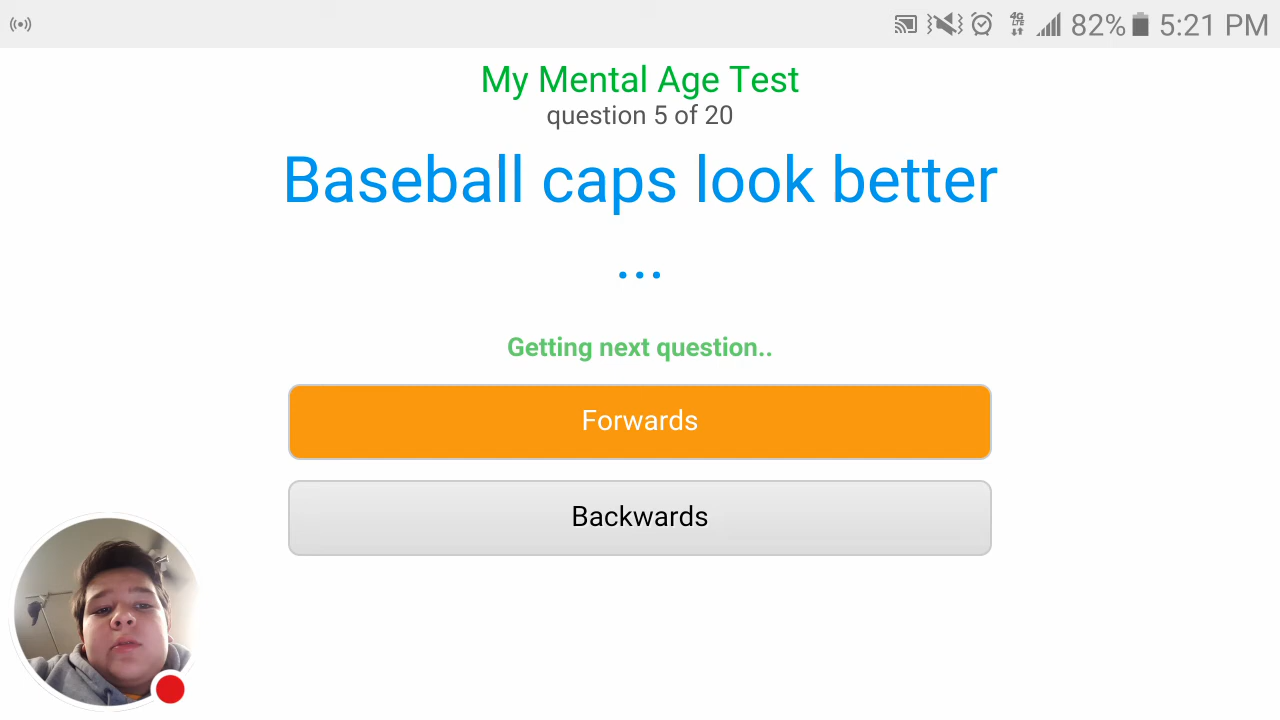 82% 5:21 PM
My Mental Age Test
question 5 of 20
Baseball caps look better
...
Getting next question..
Forwards
Backwards